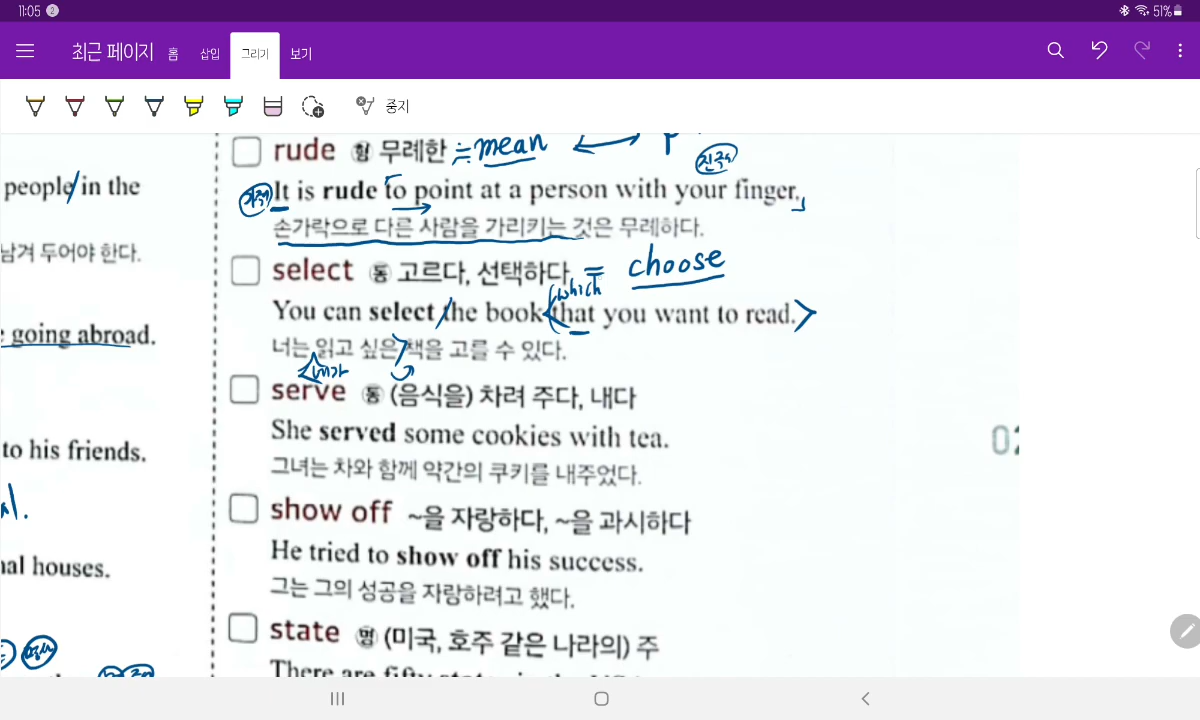 11:05 2 51%
최근 페이지 홈 삽입 그리기 보기
중지
people in the
남겨 두어야 한다.
going abroad.
to his friends.
al.
nal houses.
명사
rude 형 무례한 ≒ mean
진주어
가주어 It is rude to point at a person with your finger.
손가락으로 다른 사람을 가리키는 것은 무례하다.
select 동 고르다, 선택하다 = choose
which
You can select the book that you want to read.
너는 읽고 싶은 책을 고를 수 있다.
네가
serve 동 (음식을) 차려 주다, 내다
She served some cookies with tea.
그녀는 차와 함께 약간의 쿠키를 내주었다.
show off ~을 자랑하다, ~을 과시하다
He tried to show off his success.
그는 그의 성공을 자랑하려고 했다.
state 명 (미국, 호주 같은 나라의) 주
There are fifty
02